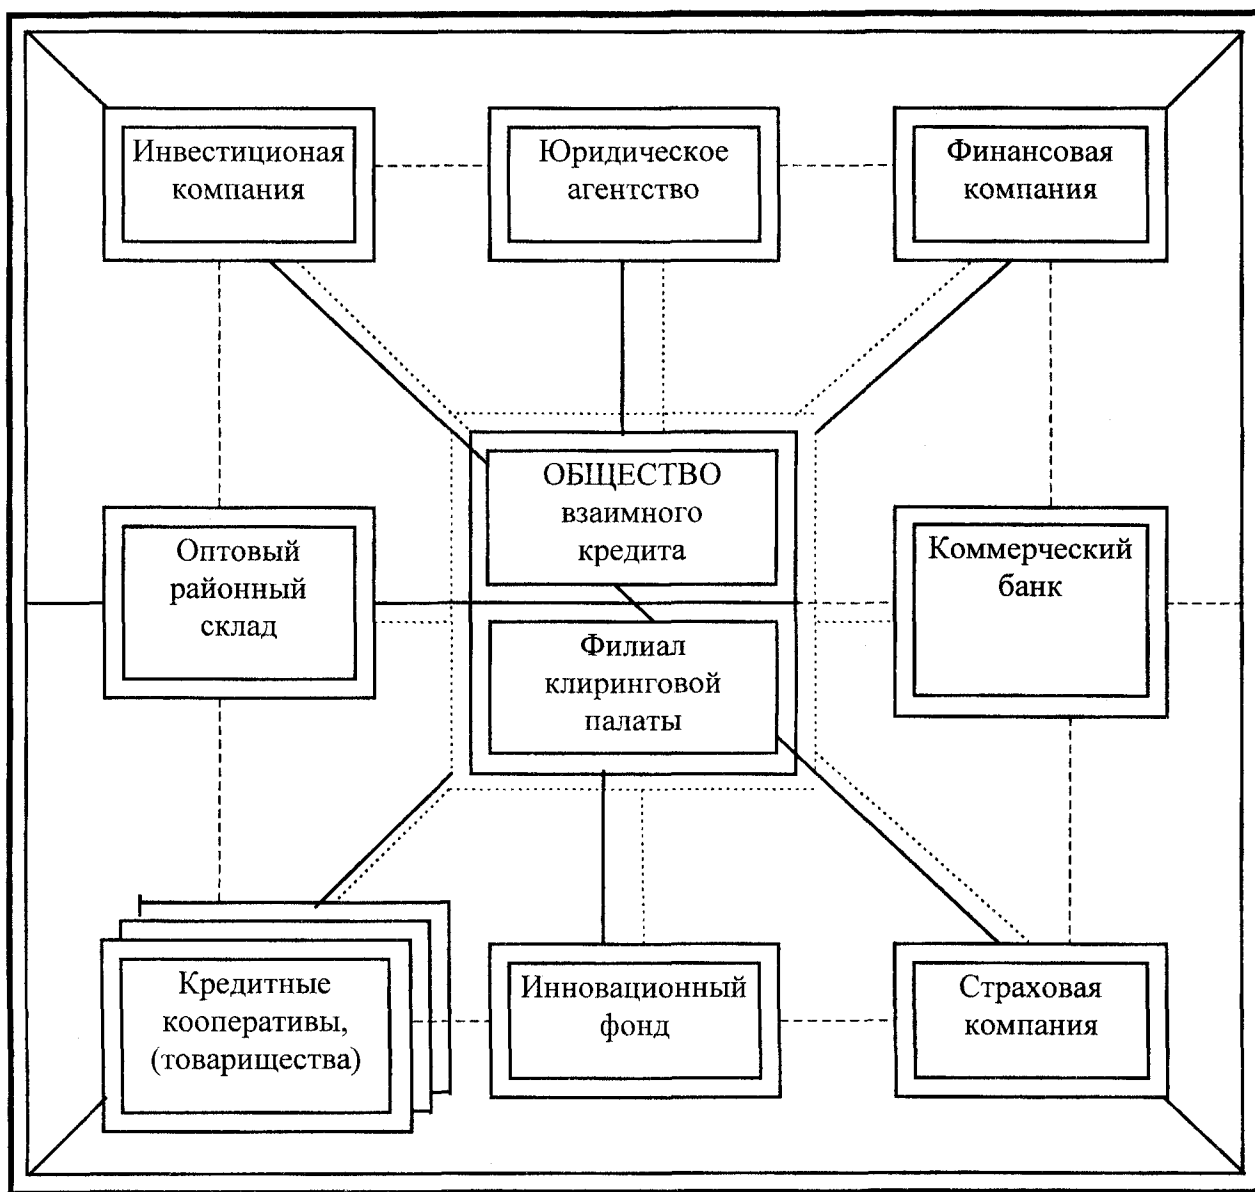 Инвестиционая
компания
Юридическое
агентство
Финансовая
компания
ОБЩЕСТВО
взаимного
кредита
Оптовый
районный
склад
Коммерческий
банк
Филиал
клиринговой
палаты
Кредитные
кооперативы,
(товарищества)
Инновационный
фонд
Страховая
компания